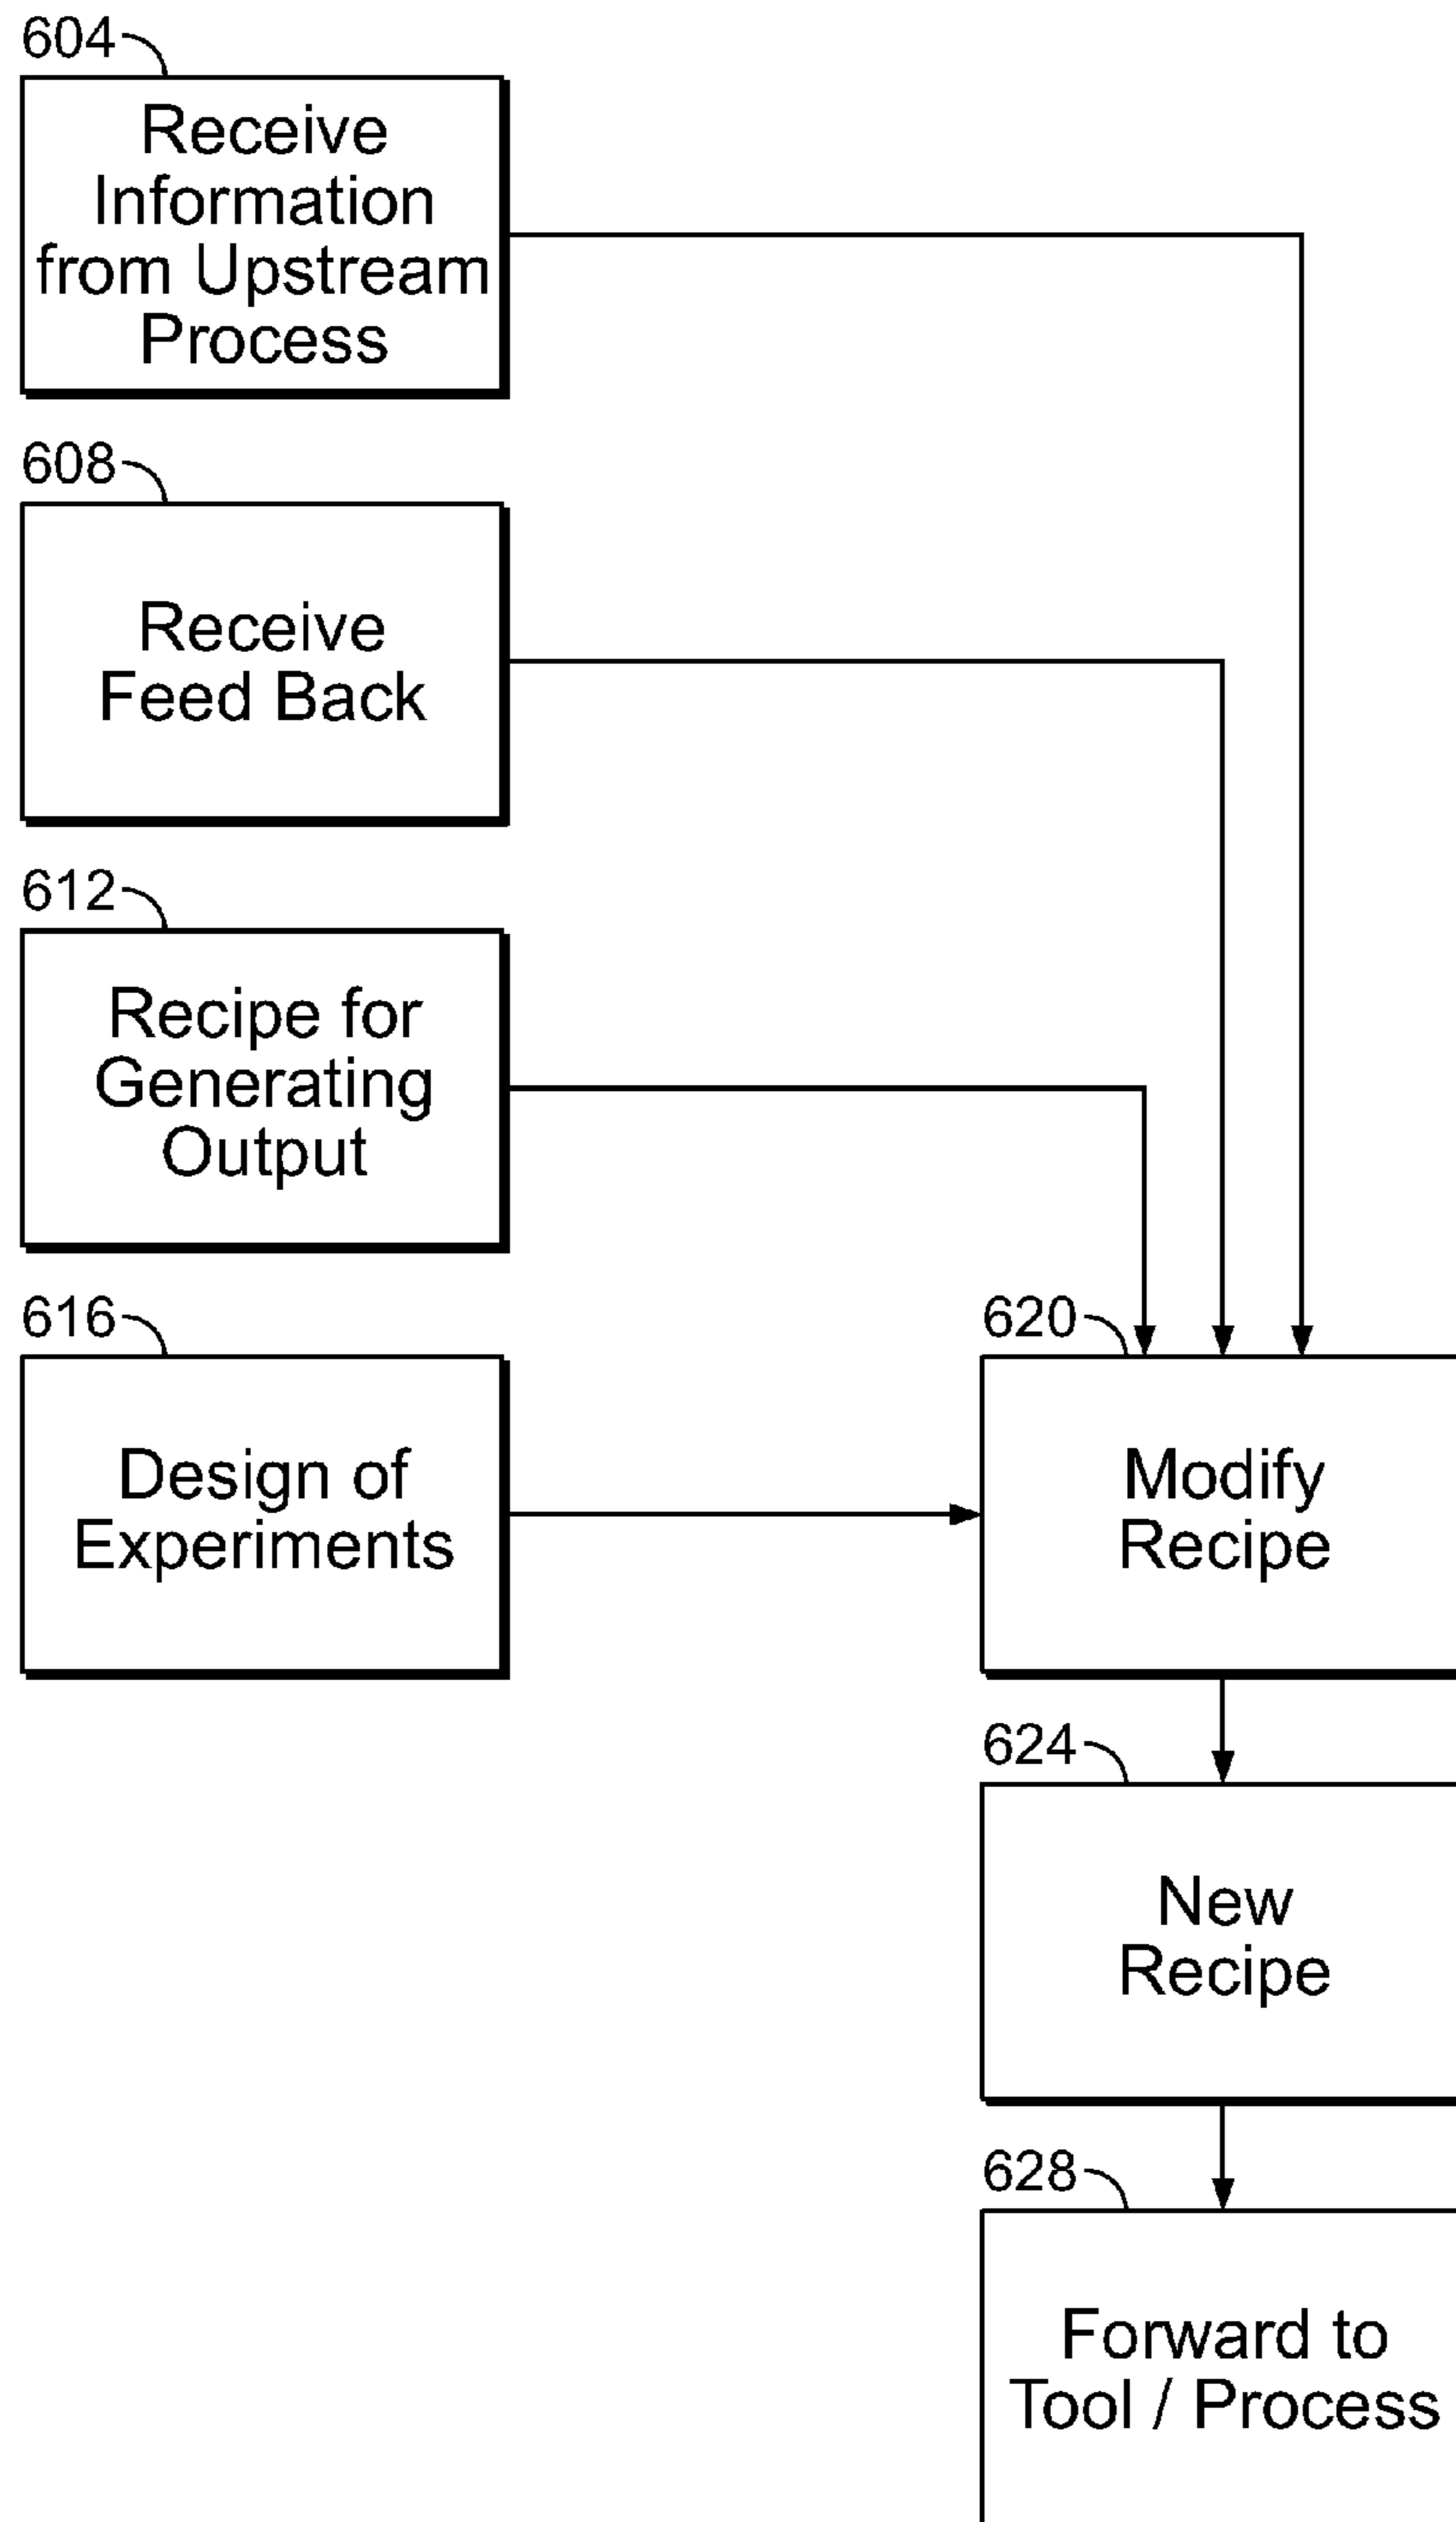 604
Receive
Information
from Upstream
Process
608
Receive
Feed Back
612
Recipe for
Generating
Output
616
Design of
Experiments
620
Modify
Recipe
624
New
Recipe
628
Forward to
Tool / Process